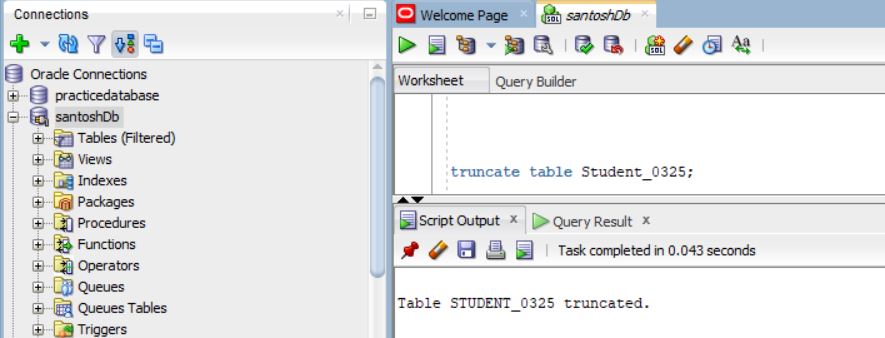 Connections
Oracle Connections
practicedatabase
santoshDb
Tables (Filtered)
Views
Indexes
Packages
Procedures
Functions
Operators
Queues
Queues Tables
Triggers
Welcome Page
santoshDb
Worksheet
Query Builder
truncate table Student_0325;
Script Output
Query Result
Task completed in 0.043 seconds
Table STUDENT_0325 truncated.